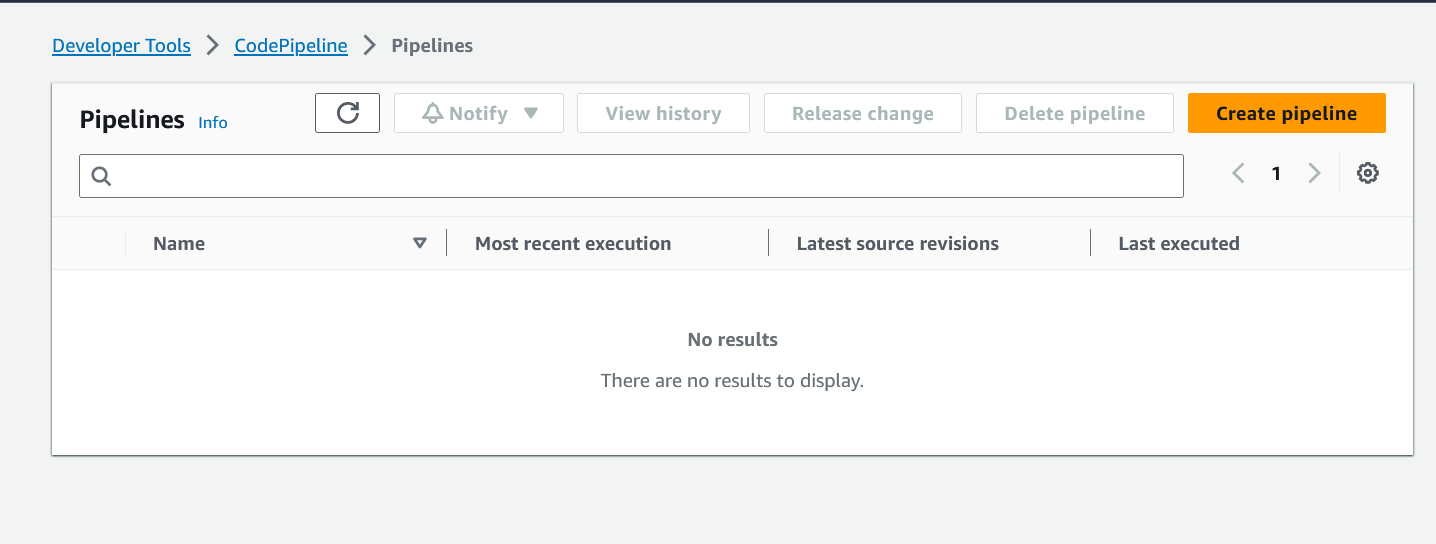 Developer Tools > CodePipeline > Pipelines
Pipelines Info Notify View history Release change Delete pipeline Create pipeline
1
Name Most recent execution Latest source revisions Last executed
No results
There are no results to display.